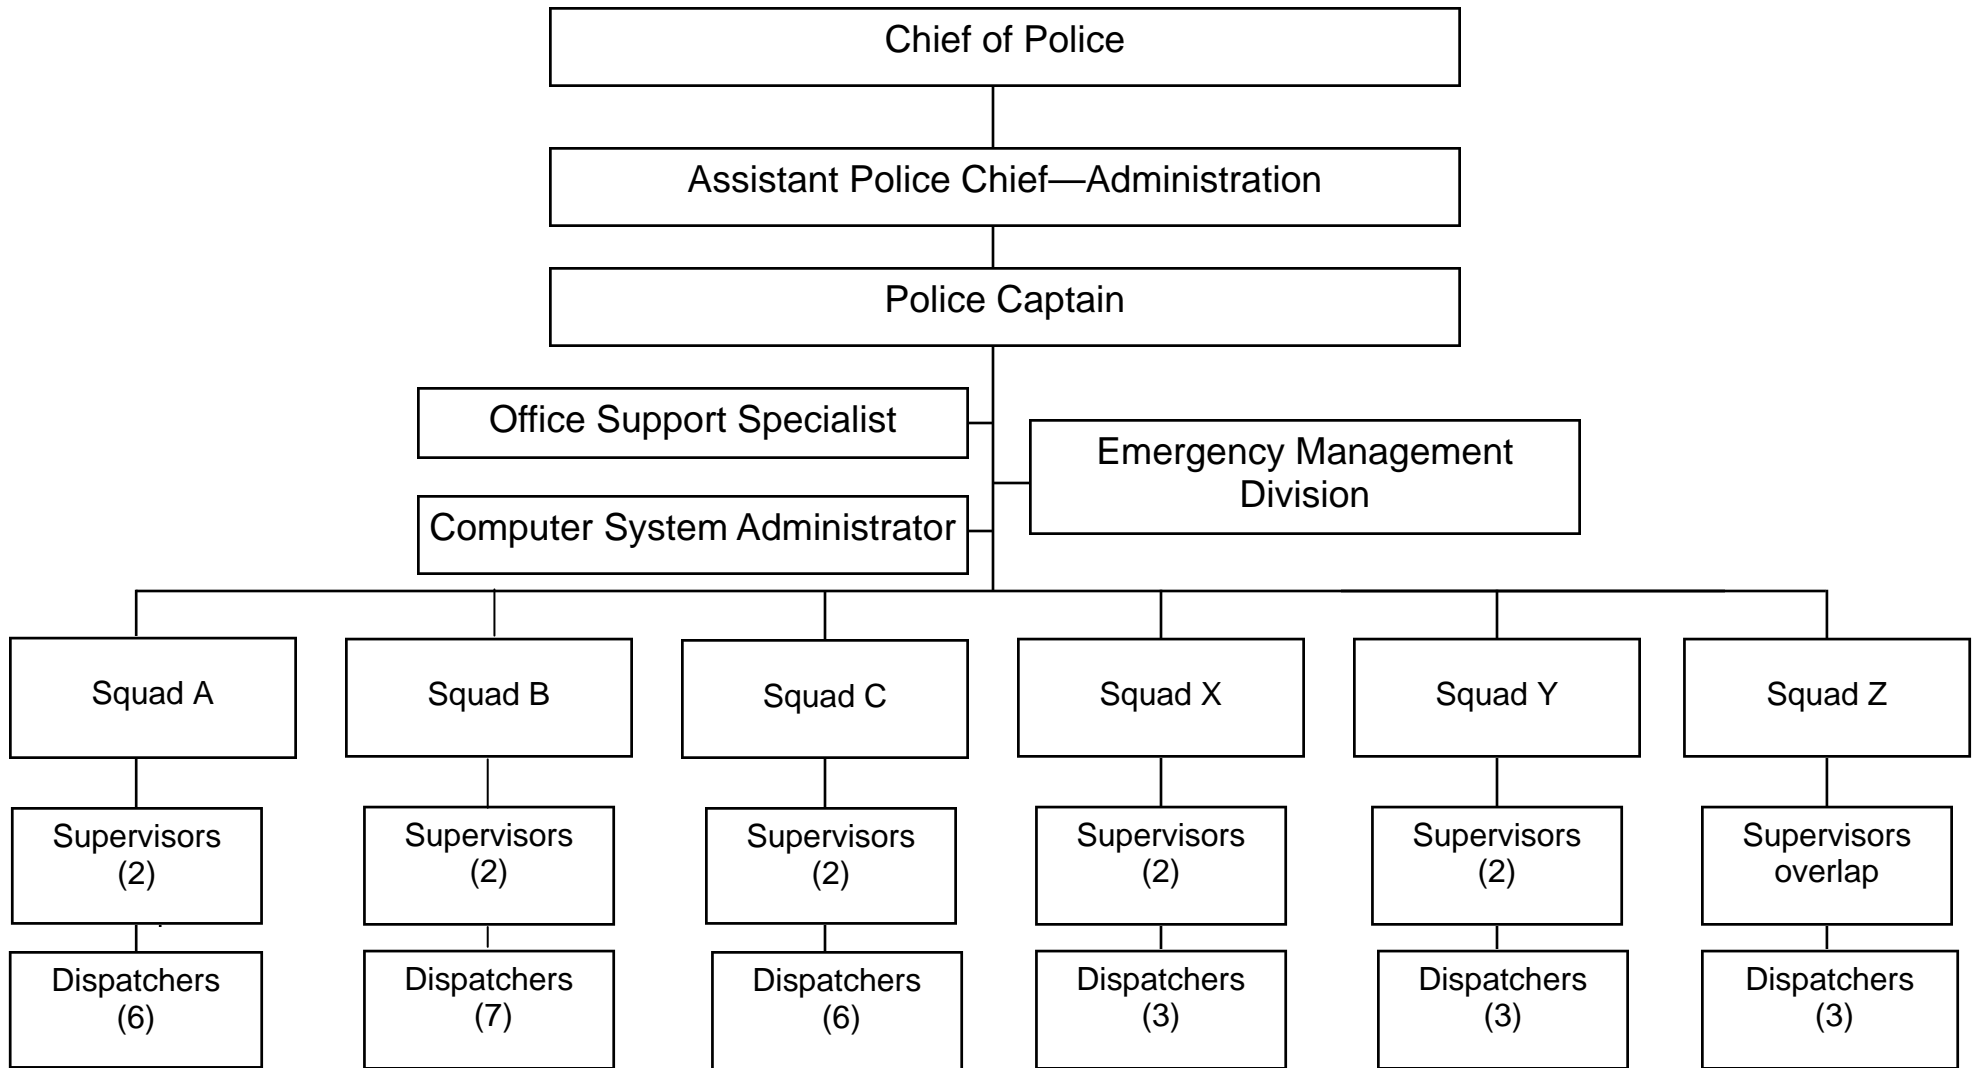 Chief of Police
Assistant Police Chief—Administration
Police Captain
Office Support Specialist
Emergency Management
Division
Computer System Administrator
Squad A
Squad B
Squad C
Squad X
Squad Y
Squad Z
Supervisors
(2)
Supervisors
(2)
Supervisors
(2)
Supervisors
(2)
Supervisors
(2)
Supervisors
overlap
Dispatchers
(6)
Dispatchers
(7)
Dispatchers
(6)
Dispatchers
(3)
Dispatchers
(3)
Dispatchers
(3)